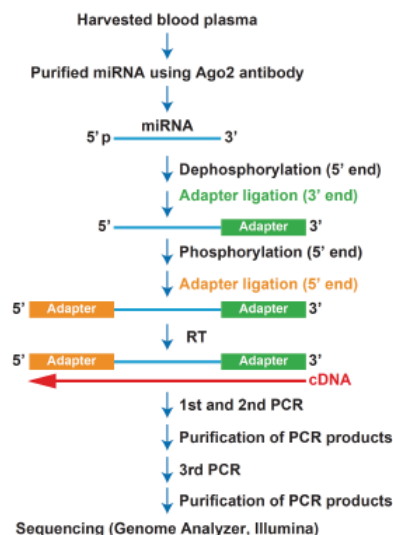 Harvested blood plasma
Purified miRNA using Ago2 antibody
miRNA
5' p 3'
Dephosphorylation (5' end)
Adapter ligation (3' end)
5' Adapter 3'
Phosphorylation (5' end)
Adapter ligation (5' end)
5' Adapter Adapter 3'
RT
5' Adapter Adapter 3'
cDNA
1st and 2nd PCR
Purification of PCR products
3rd PCR
Purification of PCR products
Sequencing (Genome Analyzer, Illumina)